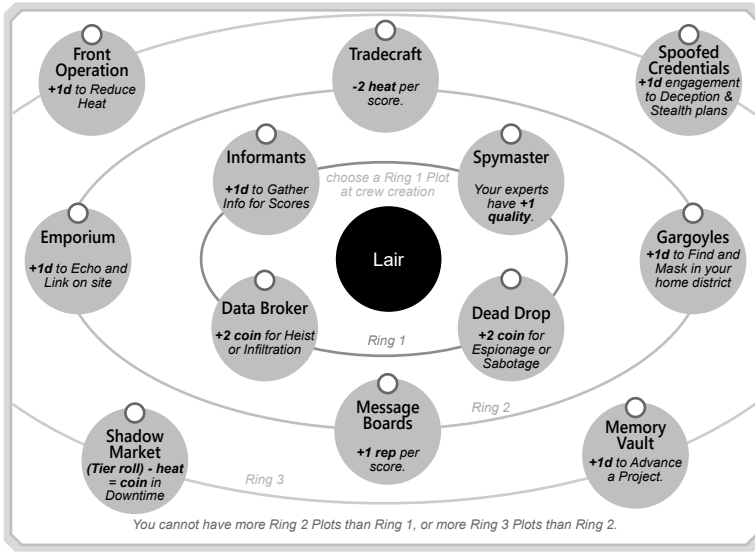 Front
Operation
+1d to Reduce
Heat
Tradecraft
-2 heat per
score.
Spoofed
Credentials
+1d engagement
to Deception &
Stealth plans
Informants
+1d to Gather
Info for Scores
choose a Ring 1 Plot
at crew creation
Spymaster
Your experts
have +1
quality.
Emporium
+1d to Echo and
Link on site
Lair
Gargoyles
+1d to Find and
Mask in your
home district
Data Broker
+2 coin for Heist
or Infiltration
Ring 1
Dead Drop
+2 coin for
Espionage or
Sabotage
Shadow
Market
(Tier roll) - heat
= coin in
Downtime
Ring 3
Message
Boards
+1 rep per
score.
Ring 2
Memory
Vault
+1d to Advance
a Project.
You cannot have more Ring 2 Plots than Ring 1, or more Ring 3 Plots than Ring 2.